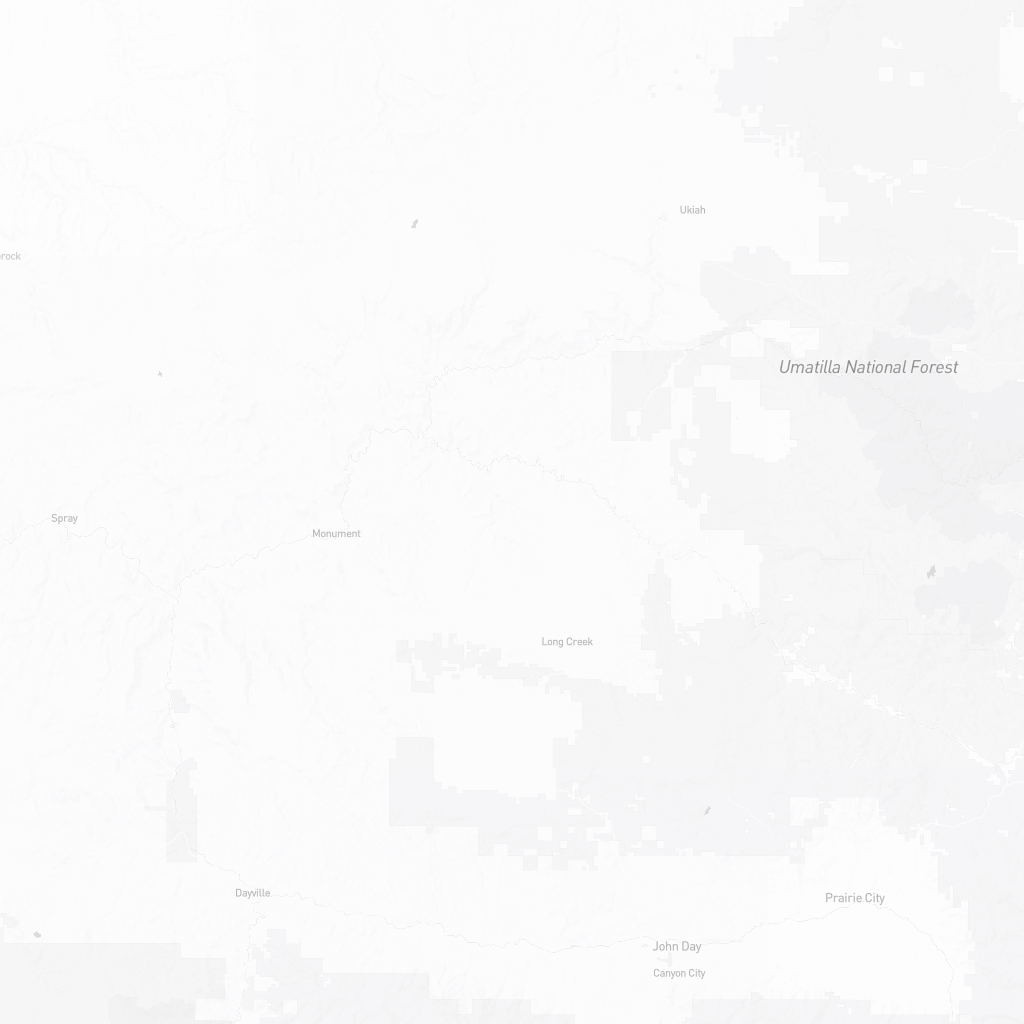 Ukiah
rock
Umatilla National Forest
Spray
Monument
Long Creek
Dayville
Prairie City
John Day
Canyon City